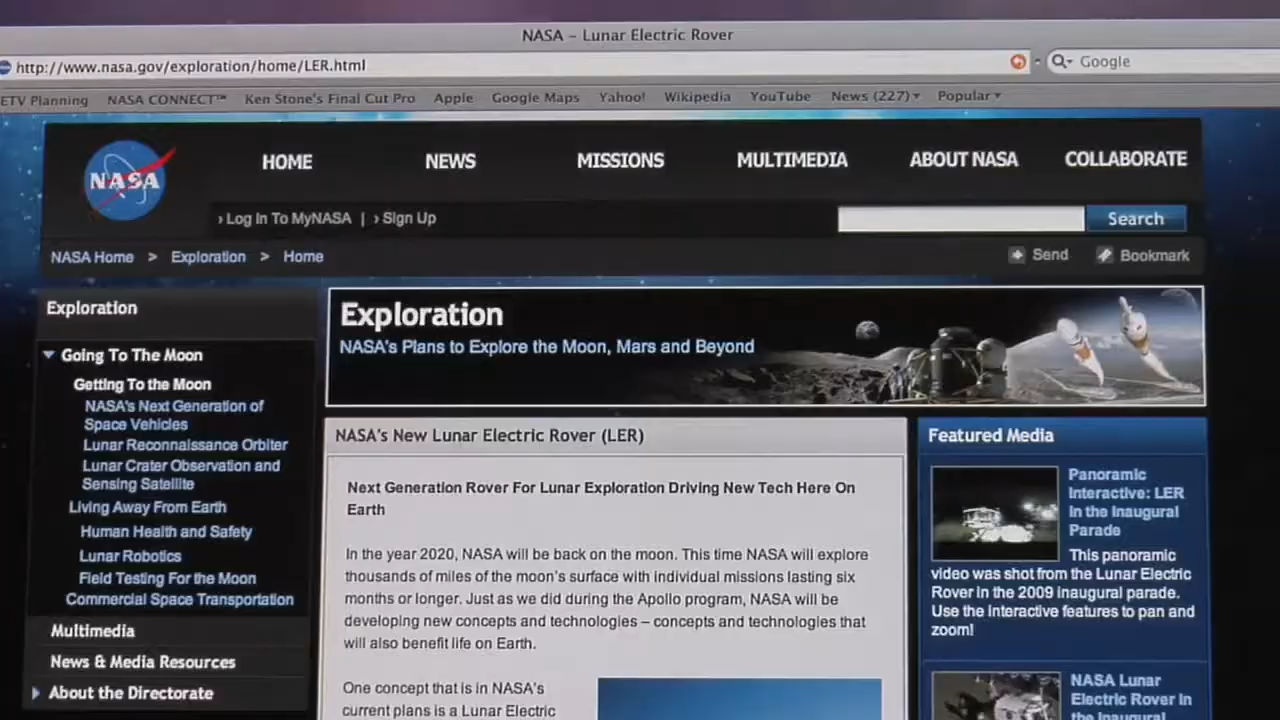 NASA – Lunar Electric Rover
http://www.nasa.gov/exploration/home/LER.html
Google
ETV Planning NASA CONNECT™ Ken Stone's Final Cut Pro Apple Google Maps Yahoo! Wikipedia YouTube News (227) Popular
NASA
HOME NEWS MISSIONS MULTIMEDIA ABOUT NASA COLLABORATE
› Log In To MyNASA | › Sign Up
Search
NASA Home > Exploration > Home
Send Bookmark
Exploration
Going To The Moon
Getting To the Moon
NASA's Next Generation of
Space Vehicles
Lunar Reconnaissance Orbiter
Lunar Crater Observation and
Sensing Satellite
Living Away From Earth
Human Health and Safety
Lunar Robotics
Field Testing For the Moon
Commercial Space Transportation
Multimedia
News & Media Resources
About the Directorate
Exploration
NASA's Plans to Explore the Moon, Mars and Beyond
NASA's New Lunar Electric Rover (LER)
Next Generation Rover For Lunar Exploration Driving New Tech Here On
Earth
In the year 2020, NASA will be back on the moon. This time NASA will explore
thousands of miles of the moon's surface with individual missions lasting six
months or longer. Just as we did during the Apollo program, NASA will be
developing new concepts and technologies – concepts and technologies that
will also benefit life on Earth.
One concept that is in NASA's
current plans is a Lunar Electric
Featured Media
Panoramic
Interactive: LER
In the Inaugural
Parade
This panoramic
video was shot from the Lunar Electric
Rover in the 2009 inaugural parade.
Use the interactive features to pan and
zoom!
NASA Lunar
Electric Rover In
the Inaugural